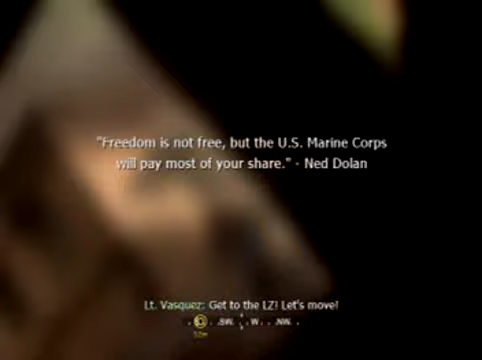 "Freedom is not free, but the U.S. Marine Corps
will pay most of your share." - Ned Dolan
Lt. Vasquez: Get to the LZ! Let's move!
SW W NW